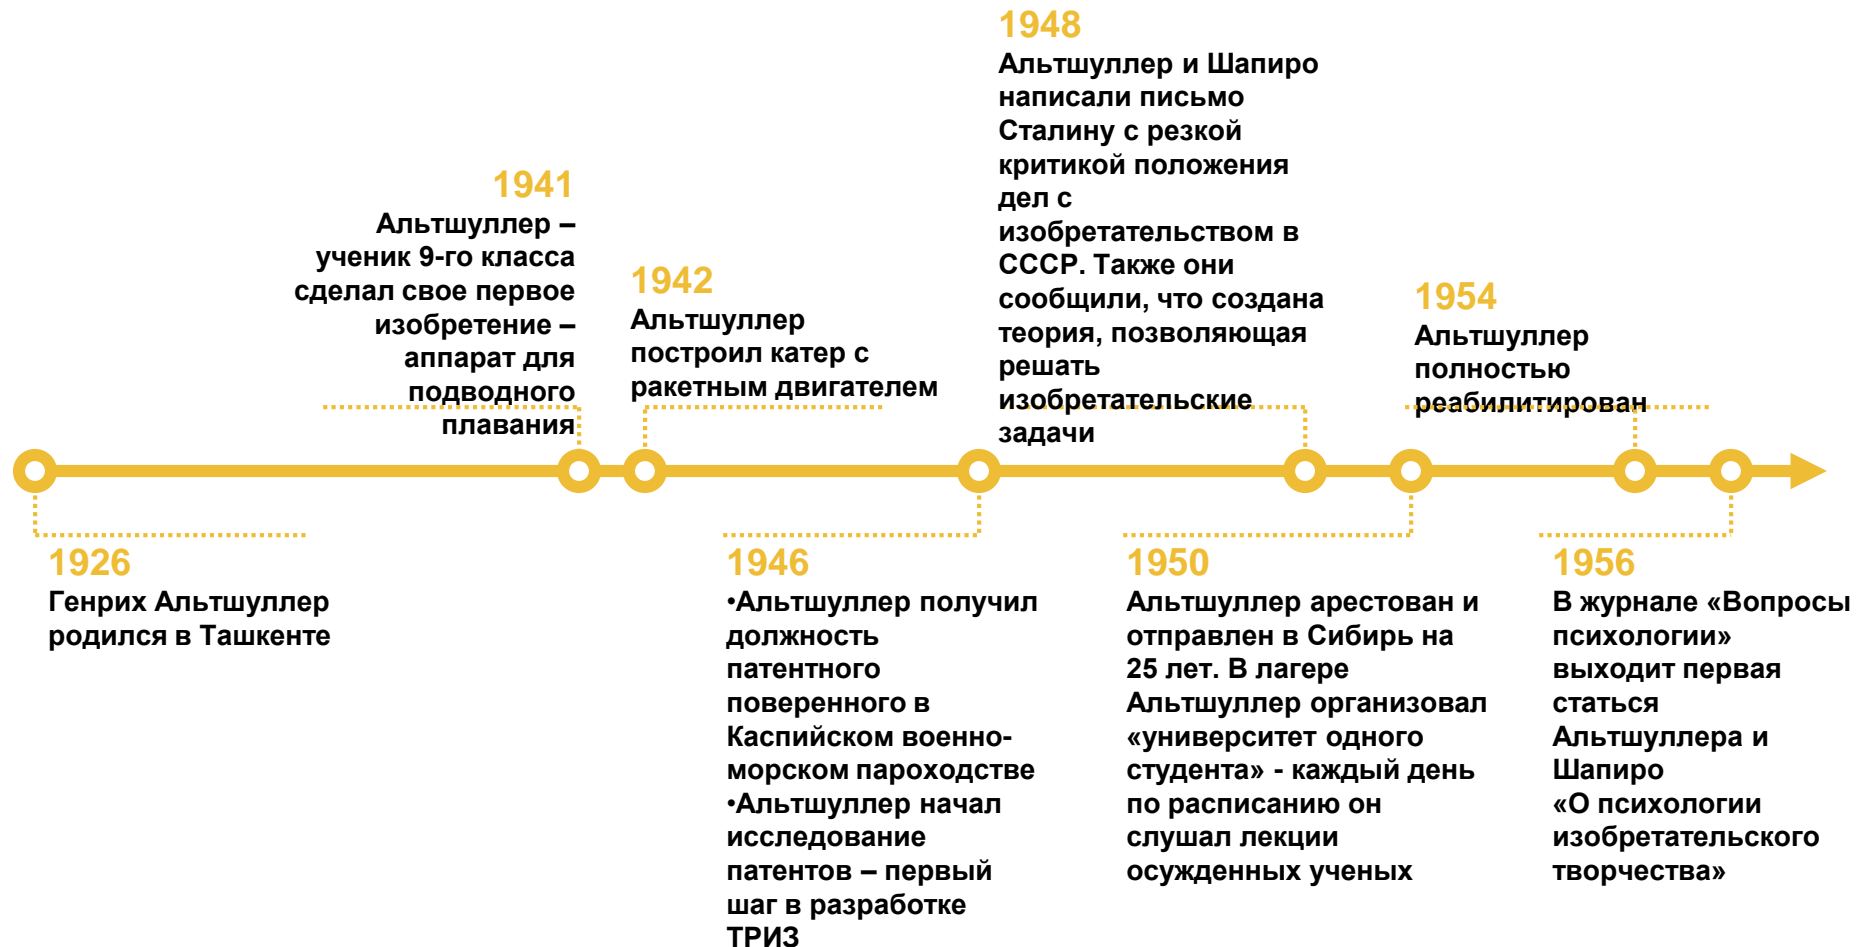 1926
Генрих Альтшуллер
родился в Ташкенте
1941
Альтшуллер –
ученик 9-го класса
сделал свое первое
изобретение –
аппарат для
подводного
плавания
1942
Альтшуллер
построил катер с
ракетным двигателем
1946
•Альтшуллер получил
должность
патентного
поверенного в
Каспийском военно-
морском пароходстве
•Альтшуллер начал
исследование
патентов – первый
шаг в разработке
ТРИЗ
1948
Альтшуллер и Шапиро
написали письмо
Сталину с резкой
критикой положения
дел с
изобретательством в
СССР. Также они
сообщили, что создана
теория, позволяющая
решать
изобретательские
задачи
1950
Альтшуллер арестован и
отправлен в Сибирь на
25 лет. В лагере
Альтшуллер организовал
«университет одного
студента» - каждый день
по расписанию он
слушал лекции
осужденных ученых
1954
Альтшуллер
полностью
реабилитирован
1956
В журнале «Вопросы
психологии»
выходит первая
статься
Альтшуллера и
Шапиро
«О психологии
изобретательского
творчества»